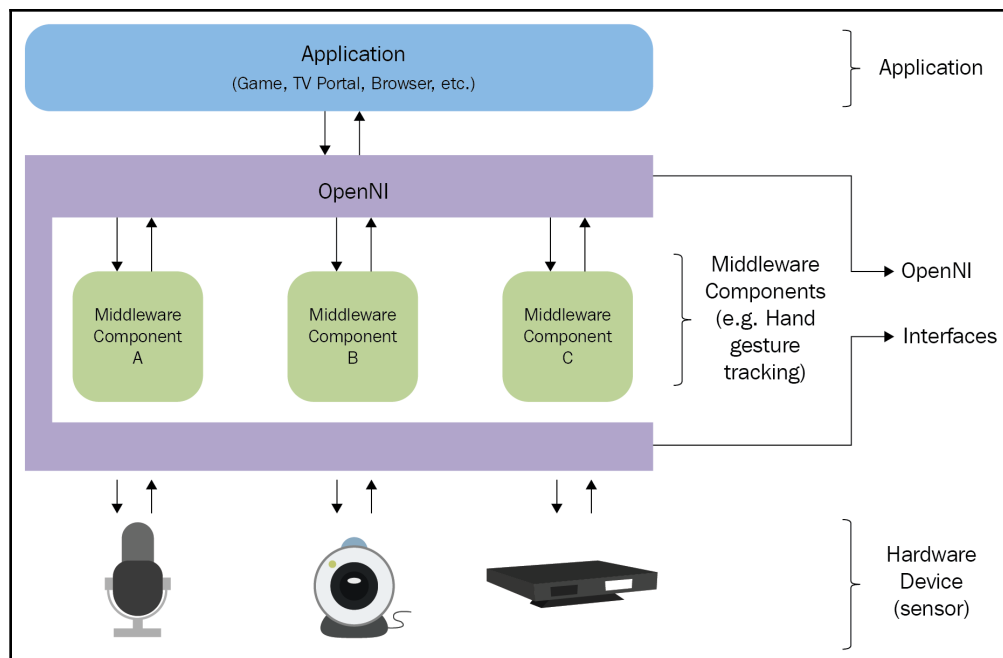 Application
(Game, TV Portal, Browser, etc.)
Application
OpenNI
Middleware
Component
A
Middleware
Component
B
Middleware
Component
C
Middleware
Components
(e.g. Hand
gesture
tracking)
OpenNI
Interfaces
Hardware
Device
(sensor)